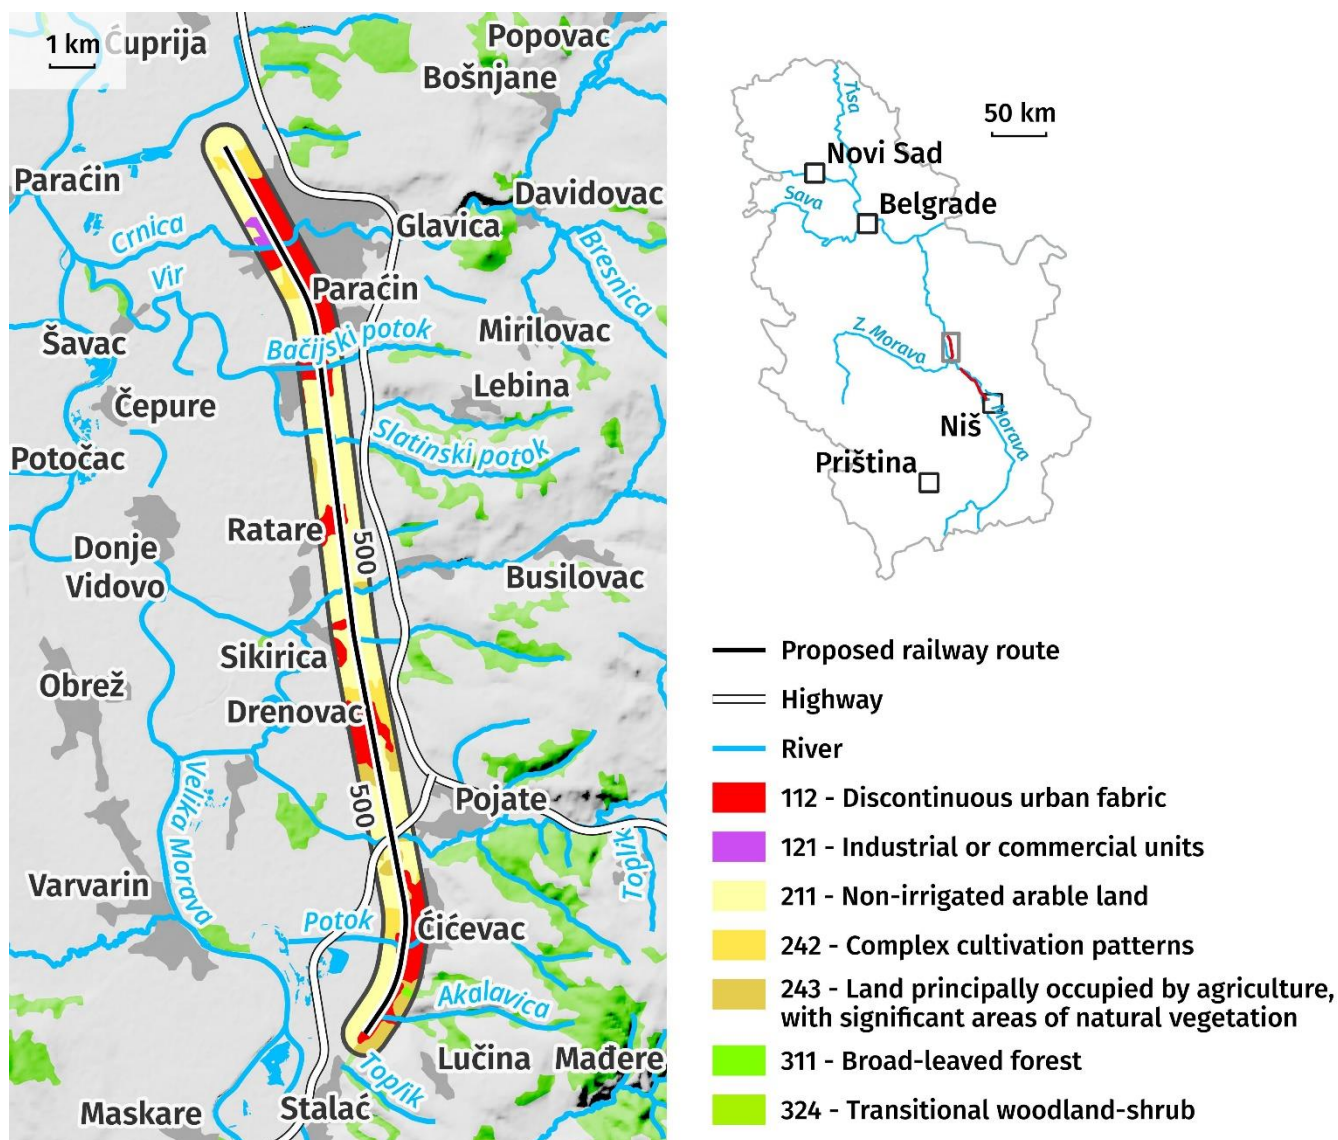 1 km
Ćuprija
Popovac
Bošnjane
Paraćin
Davidovac
Crnica
Glavica
Bresnica
Vir
Paraćin
Šavac
Bačijski potok
Mirilovac
Lebina
Čepure
Slatinski potok
Potočac
Ratare
500
Donje
Vidovo
Busilovac
Sikirica
Obrež
Drenovac
500
Velika Morava
Pojate
Toplik
Varvarin
Potok
Ćićevac
Akalavica
Lučina
Mađere
Toplik
Stalać
Maskare
Tisa
50 km
Novi Sad
Sava
Belgrade
Z. Morava
Niš
Morava
Priština
Proposed railway route
Highway
River
112 - Discontinuous urban fabric
121 - Industrial or commercial units
211 - Non-irrigated arable land
242 - Complex cultivation patterns
243 - Land principally occupied by agriculture,
with significant areas of natural vegetation
311 - Broad-leaved forest
324 - Transitional woodland-shrub